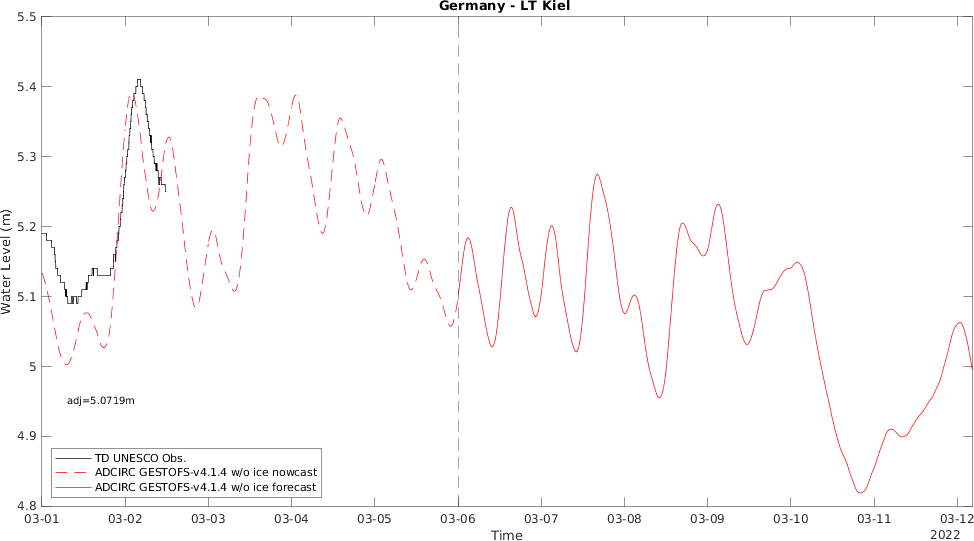 Germany - LT Kiel
Water Level (m)
5.5
5.4
5.3
5.2
5.1
5
4.9
4.8
adj=5.0719m
TD UNESCO Obs.
ADCIRC GESTOFS-v4.1.4 w/o ice nowcast
ADCIRC GESTOFS-v4.1.4 w/o ice forecast
03-01 03-02 03-03 03-04 03-05 03-06 03-07 03-08 03-09 03-10 03-11 03-12
Time
2022